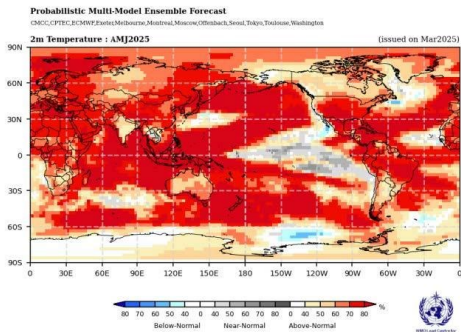 Probabilistic Multi-Model Ensemble Forecast
CMCC,CPTEC,ECMWF,Exeter,Melbourne,Montreal,Moscow,Offenbach,Seoul,Tokyo,Toulouse,Washington
2m Temperature : AMJ2025 (issued on Mar2025)
90N
60N
30N
0
30S
60S
90S
0 30E 60E 90E 120E 150E 180 150W 120W 90W 60W 30W 0
80 70 60 50 40 0 40 50 60 70 80 0 40 50 60 70 80 %
Below-Normal Near-Normal Above-Normal